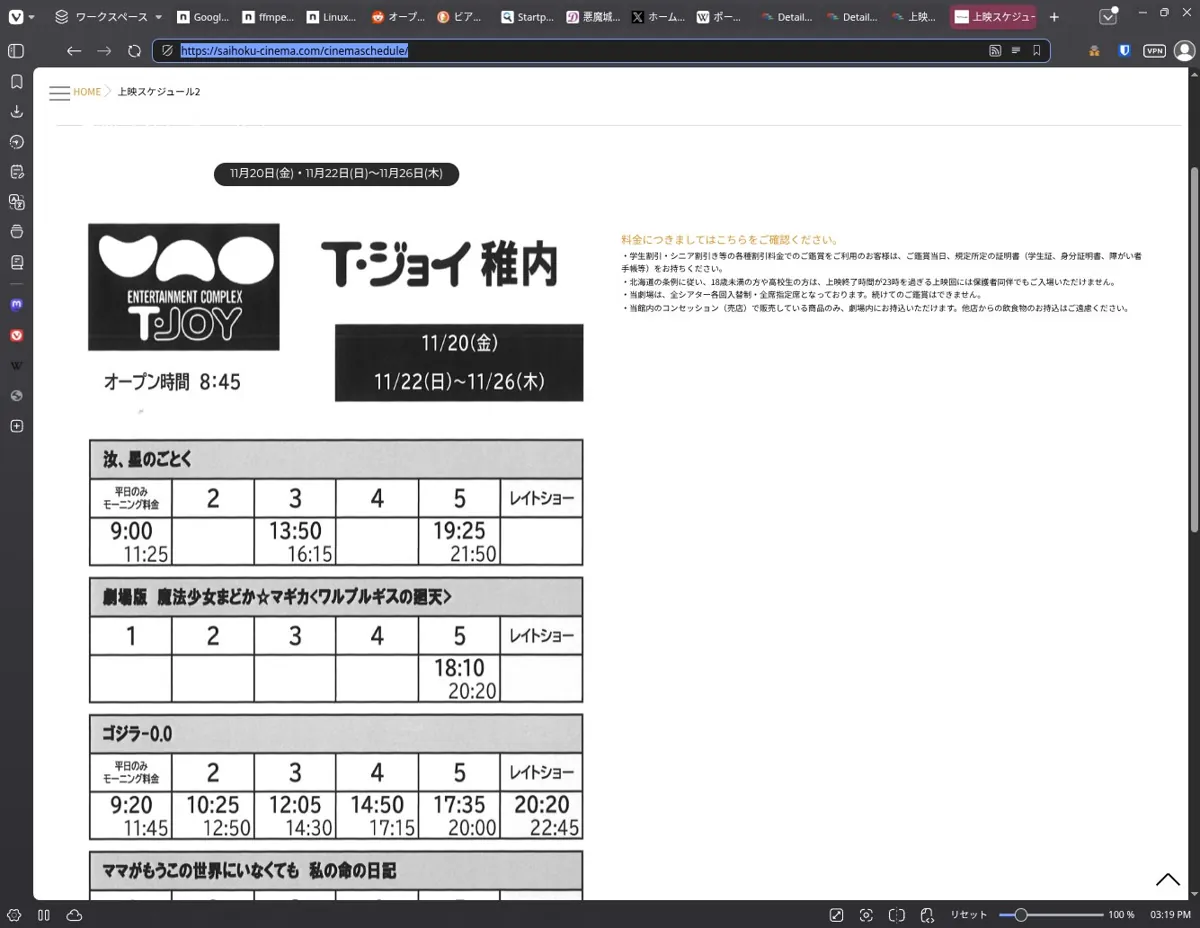 ワークスペース
Googl...
ffmpe...
Linux...
オープ...
ピア...
Startp...
悪魔城...
ホーム...
ポー...
Detail...
Detail...
上映...
上映スケジュー
https://saihoku-cinema.com/cinemaschedule/
VPN
HOME 上映スケジュール2
11月20日(金)・11月22日(日)〜11月26日(木)
ENTERTAINMENT COMPLEX
T·JOY
T・ジョイ 稚内
11/20(金)
11/22(日)~11/26(木)
オープン時間 8:45
料金につきましてはこちらをご確認ください。
・学生割引・シニア割引き等の各種割引料金でのご鑑賞をご利用のお客様は、ご鑑賞当日、規定所定の証明書（学生証、身分証明書、障がい者
手帳等）をお持ちください。
・北海道の条例に従い、18歳未満の方や高校生の方は、上映終了時間が23時を過ぎる上映回には保護者同伴でもご入場いただけません。
・当劇場は、全シアター各回入替制・全席指定席となっております。続けてのご鑑賞はできません。
・当館内のコンセッション（売店）で販売している商品のみ、劇場内にお持込いただけます。他店からの飲食物のお持込はご遠慮ください。
汝、星のごとく
平日のみ
モーニング料金 2 3 4 5 レイトショー
9:00 13:50 19:25
11:25 16:15 21:50
劇場版 魔法少女まどか☆マギカ<ワルプルギスの廻天>
1 2 3 4 5 レイトショー
18:10
20:20
ゴジラ-0.0
平日のみ
モーニング料金 2 3 4 5 レイトショー
9:20 10:25 12:05 14:50 17:35 20:20
11:45 12:50 14:30 17:15 20:00 22:45
ママがもうこの世界にいなくても 私の命の日記
リセット 100 % 03:19 PM